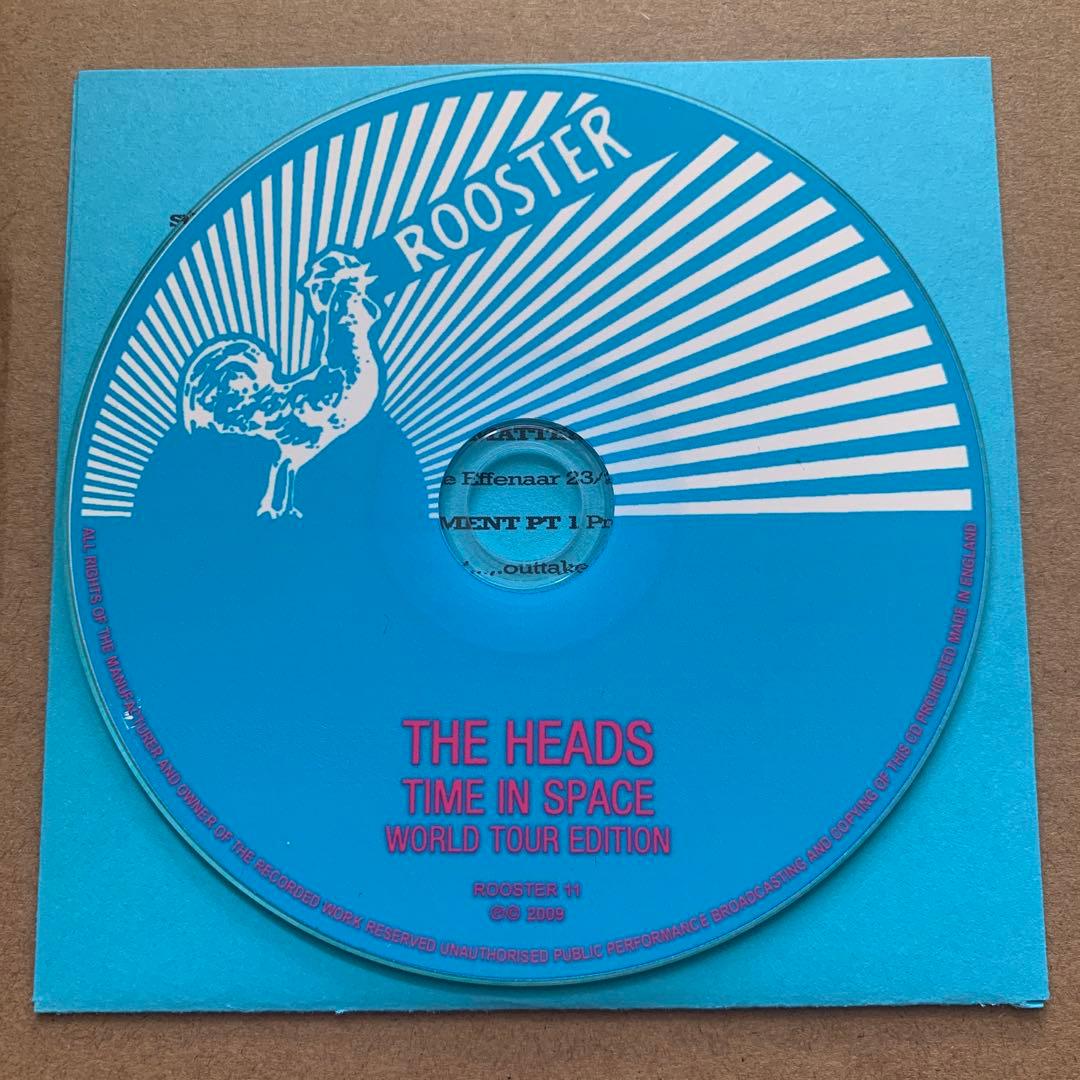 ROOSTER
e Effenaar 23/
MENT PT 1 Pr
....outtake
THE HEADS
TIME IN SPACE
WORLD TOUR EDITION
ROOSTER 11
℗© 2009
ALL RIGHTS OF THE MANUFACTURER AND OWNER OF THE RECORDED WORK RESERVED UNAUTHORISED PUBLIC PERFORMANCE BROADCASTING AND COPYING OF THIS CD PROHIBITED MADE IN ENGLAND